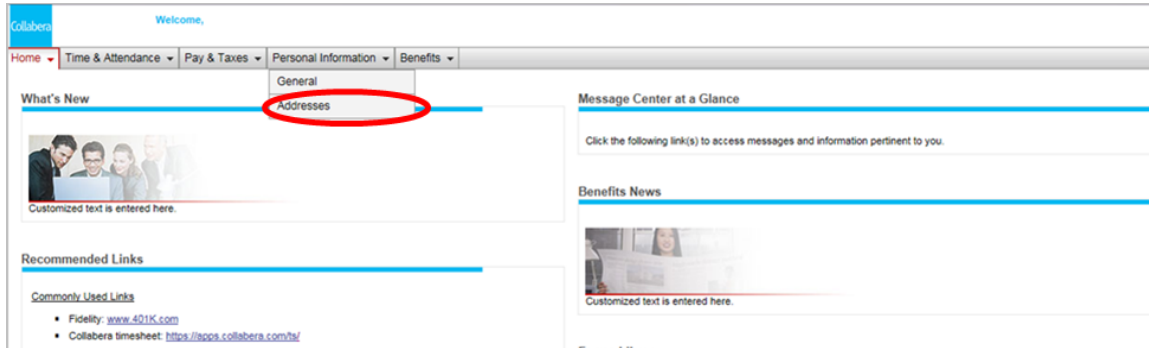 Collabera
Welcome,
Home Time & Attendance Pay & Taxes Personal Information Benefits
General
Addresses
What's New
Customized text is entered here.
Recommended Links
Commonly Used Links
Fidelity: www.401K.com
Collabera timesheet: https://apps.collabera.com/ts/
Message Center at a Glance
Click the following link(s) to access messages and information pertinent to you.
Benefits News
Customized text is entered here.